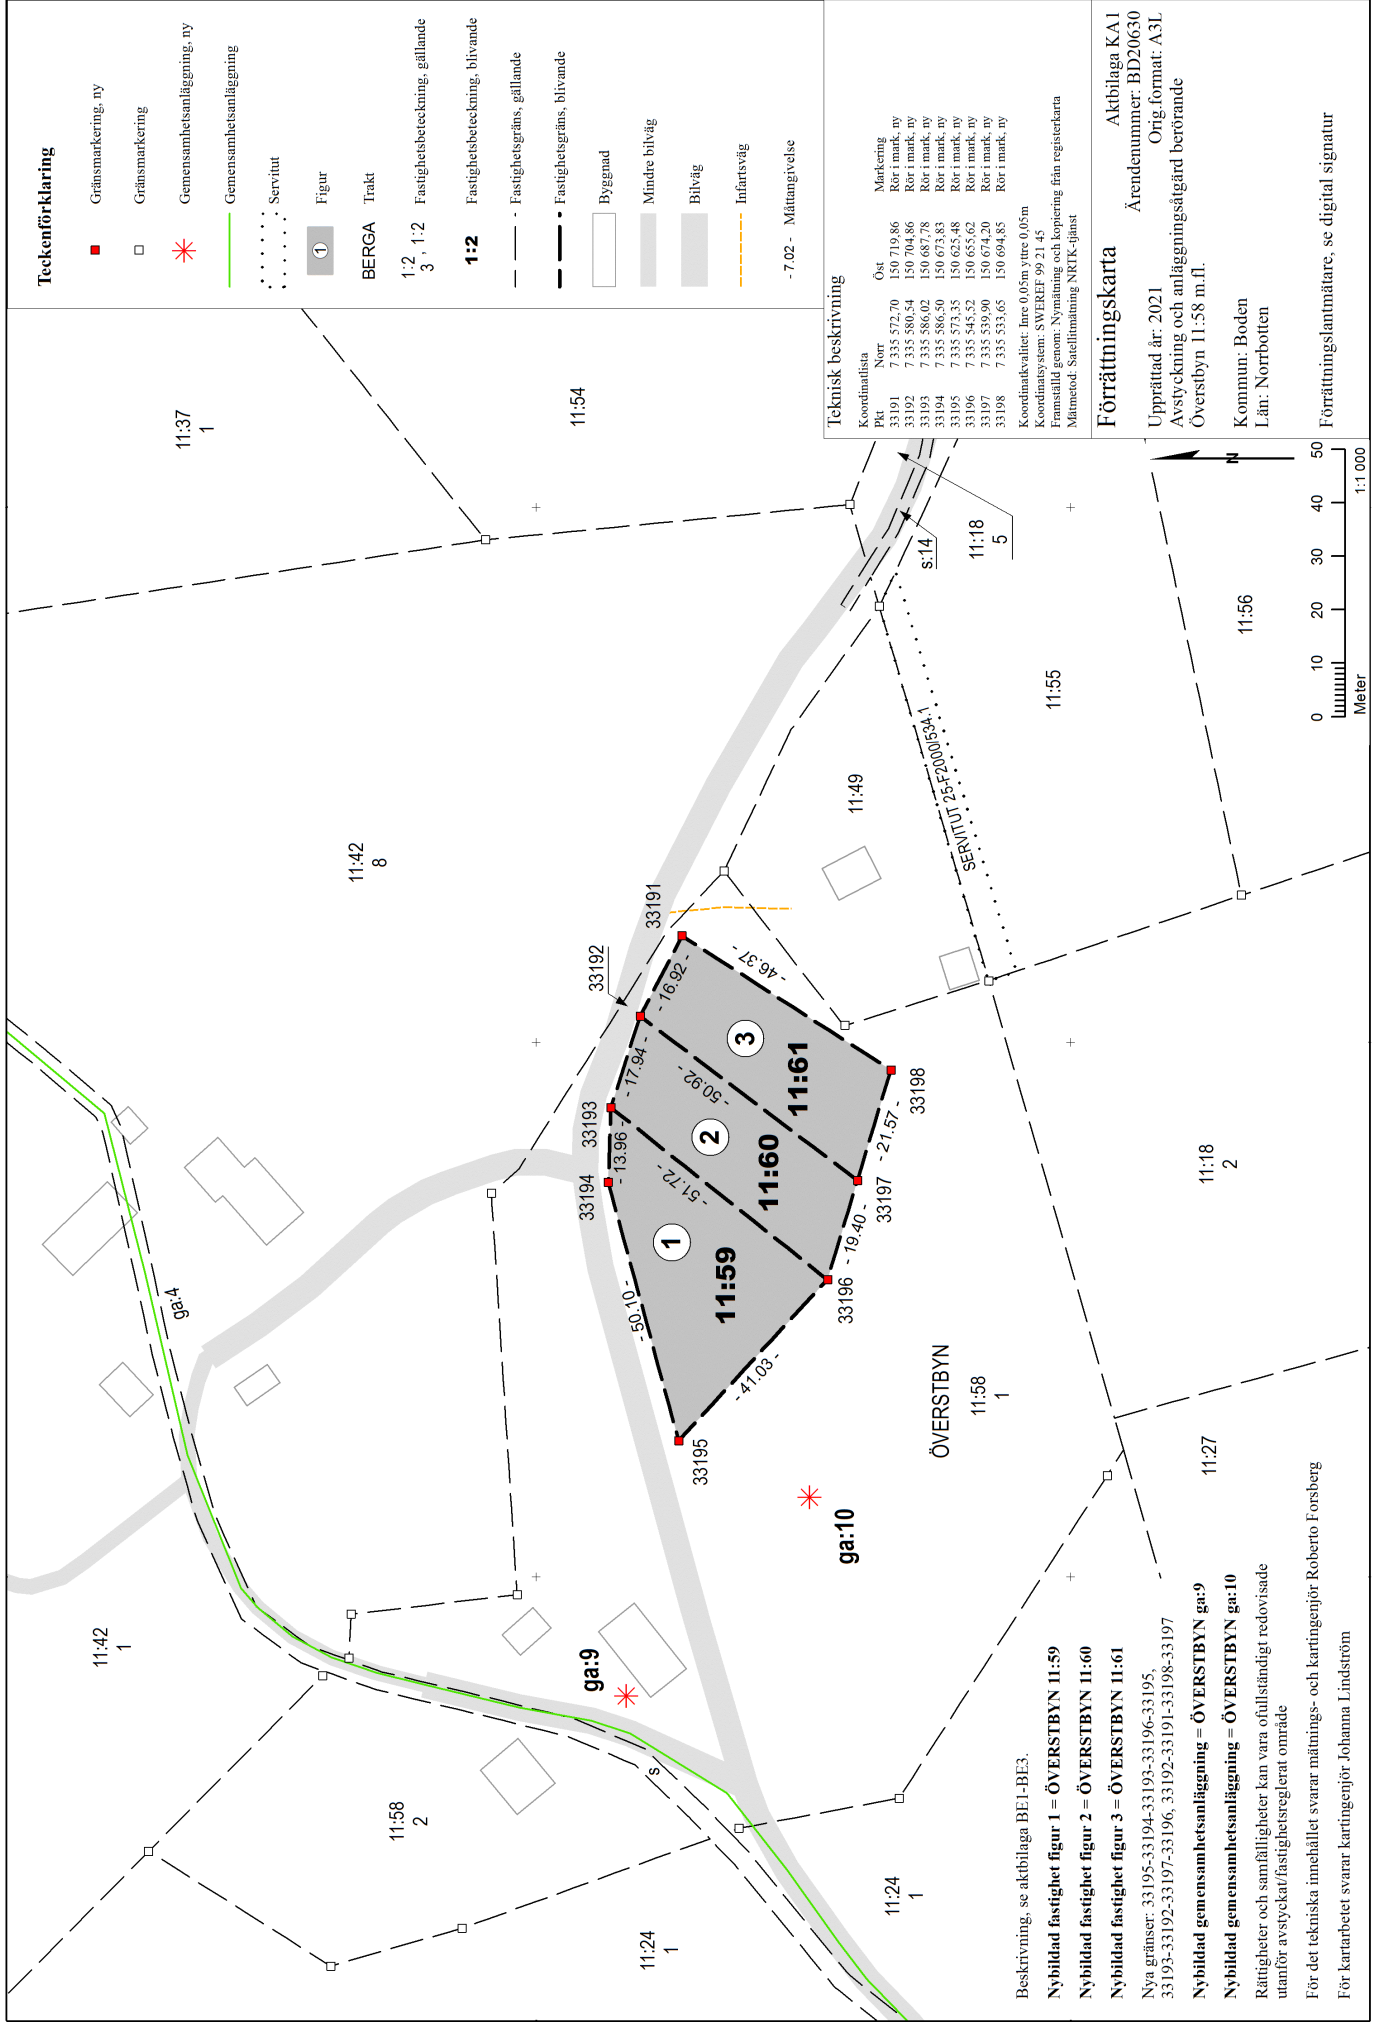 Teckenförklaring
Gränsmarkering, ny
Gränsmarkering
Gemensamhetsanläggning, ny
Gemensamhetsanläggning
Servitut
1 Figur
BERGA Trakt
1:2 , 1:2 Fastighetsbeteckning, gällande
3
1:2 Fastighetsbeteckning, blivande
Fastighetsgräns, gällande
Fastighetsgräns, blivande
Byggnad
Mindre bilväg
Bilväg
Infartsväg
- 7.02 - Måttangivelse
Teknisk beskrivning
Koordinatlista
Pkt Norr Öst Markering
33191 7 335 572,70 150 719,86 Rör i mark, ny
33192 7 335 580,54 150 704,86 Rör i mark, ny
33193 7 335 586,02 150 687,78 Rör i mark, ny
33194 7 335 586,50 150 673,83 Rör i mark, ny
33195 7 335 573,35 150 625,48 Rör i mark, ny
33196 7 335 545,52 150 655,62 Rör i mark, ny
33197 7 335 539,90 150 674,20 Rör i mark, ny
33198 7 335 533,65 150 694,85 Rör i mark, ny
Koordinatkvalitet: Inre 0,05m yttre 0,05m
Koordinatsystem: SWEREF 99 21 45
Framställd genom: Nymätning och kopiering från registerkarta
Mätmetod: Satellitmätning NRTK-tjänst
Förrättningskarta
Aktbilaga KA1
Ärendenummer: BD20630
Orig.format: A3L
Upprättad år: 2021
Avstyckning och anläggningsåtgärd berörande
Överstbyn 11:58 m.fl.
Kommun: Boden
Län: Norrbotten
Förrättningslantmätare, se digital signatur
N
0 10 20 30 40 50
Meter
1:1 000
11:37
1
11:54
11:42
8
11:42
1
ga:4
s:14
11:18
5
11:56
11:55
11:49
SERVITUT 25-F2000/534.1
33191
33192
33193
33194
33195
33196
33197
33198
- 16.92 -
- 17.94 -
- 13.96 -
- 50.10 -
- 41.03 -
- 19.40 -
- 21.57 -
- 46.37 -
- 50.92 -
- 51.72 -
1
11:59
2
11:60
3
11:61
11:18
2
ÖVERSTBYN
11:58
1
11:27
ga:10
ga:9
s
11:58
2
11:24
1
11:24
1
Beskrivning, se aktbilaga BE1-BE3.
Nybildad fastighet figur 1 = ÖVERSTBYN 11:59
Nybildad fastighet figur 2 = ÖVERSTBYN 11:60
Nybildad fastighet figur 3 = ÖVERSTBYN 11:61
Nya gränser: 33195-33194-33193-33196-33195,
33193-33192-33197-33196, 33192-33191-33198-33197
Nybildad gemensamhetsanläggning = ÖVERSTBYN ga:9
Nybildad gemensamhetsanläggning = ÖVERSTBYN ga:10
Rättigheter och samfälligheter kan vara ofullständigt redovisade
utanför avstyckat/fastighetsreglerat område
För det tekniska innehållet svarar mätnings- och kartingenjör Roberto Forsberg
För kartarbetet svarar kartingenjör Johanna Lindström